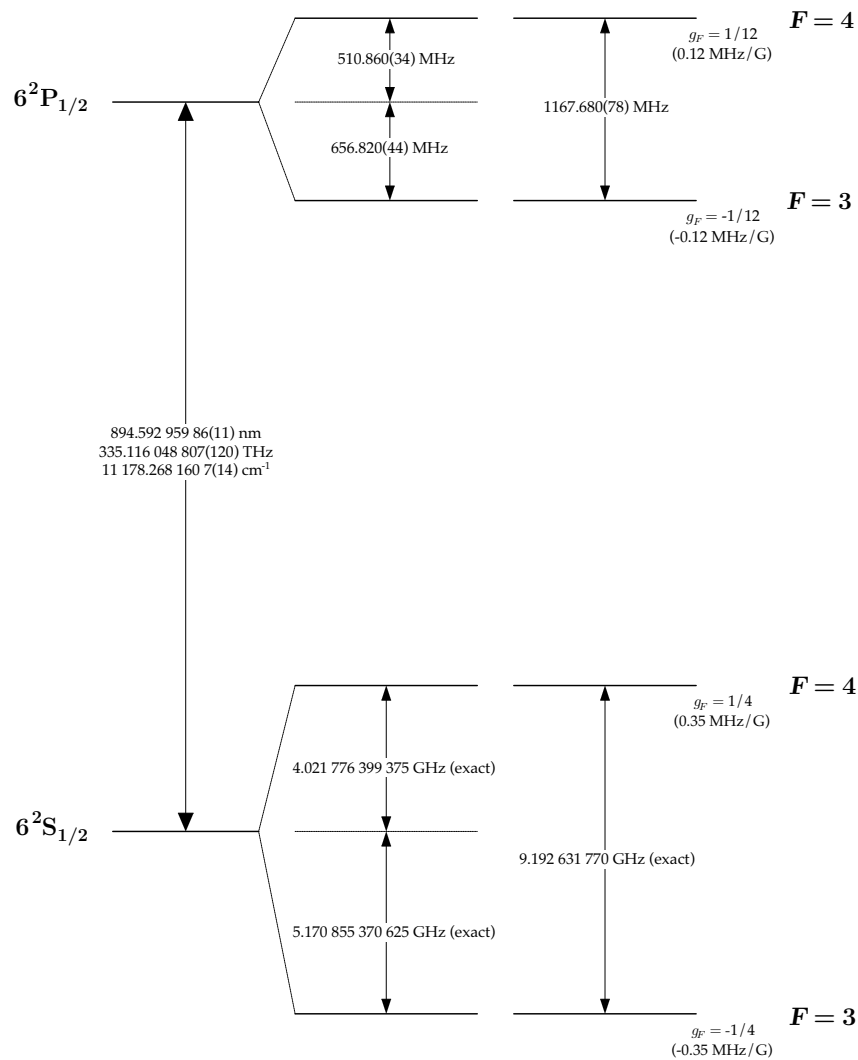 F = 4
g_F = 1/12
(0.12 MHz/G)
510.860(34) MHz
6²P₁/₂
1167.680(78) MHz
656.820(44) MHz
F = 3
g_F = -1/12
(-0.12 MHz/G)
894.592 959 86(11) nm
335.116 048 807(120) THz
11 178.268 160 7(14) cm⁻¹
F = 4
g_F = 1/4
(0.35 MHz/G)
4.021 776 399 375 GHz (exact)
6²S₁/₂
9.192 631 770 GHz (exact)
5.170 855 370 625 GHz (exact)
F = 3
g_F = -1/4
(-0.35 MHz/G)